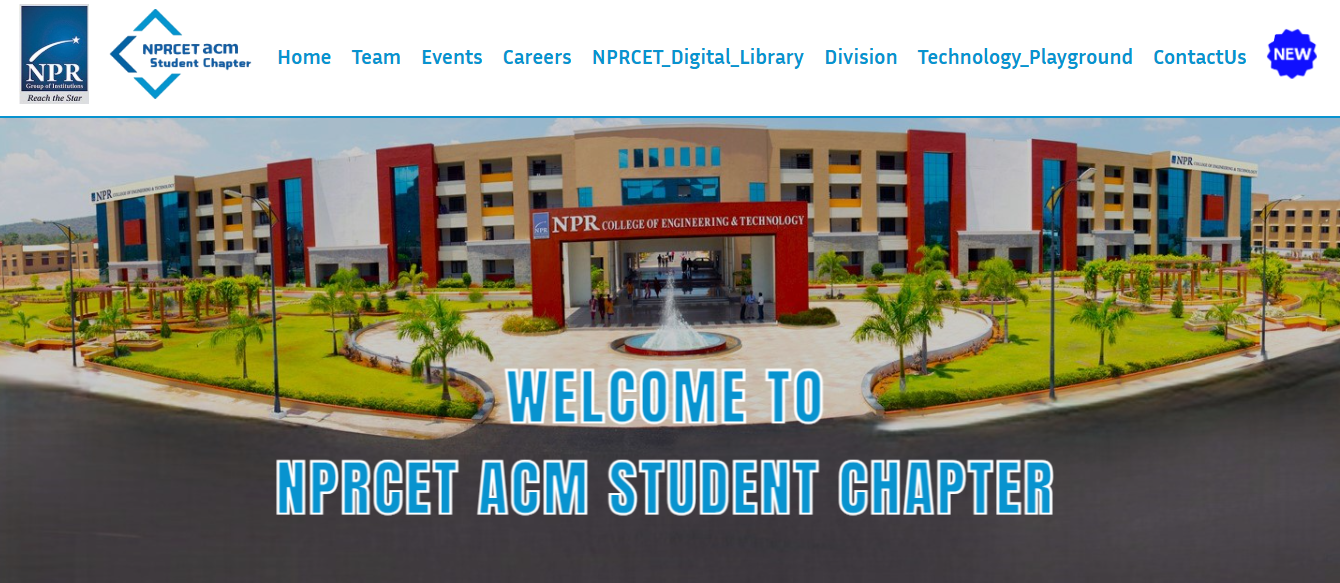 NPR
Group of Institutions
Reach the Star
NPRCET acm
Student Chapter
Home Team Events Careers NPRCET_Digital_Library Division Technology_Playground ContactUs
NEW
NPR COLLEGE OF ENGINEERING & TECHNOLOGY
NPR COLLEGE OF ENGINEERING & TECHNOLOGY
NPR NPR COLLEGE OF ENGINEERING & TECHNOLOGY
WELCOME TO
NPRCET ACM STUDENT CHAPTER